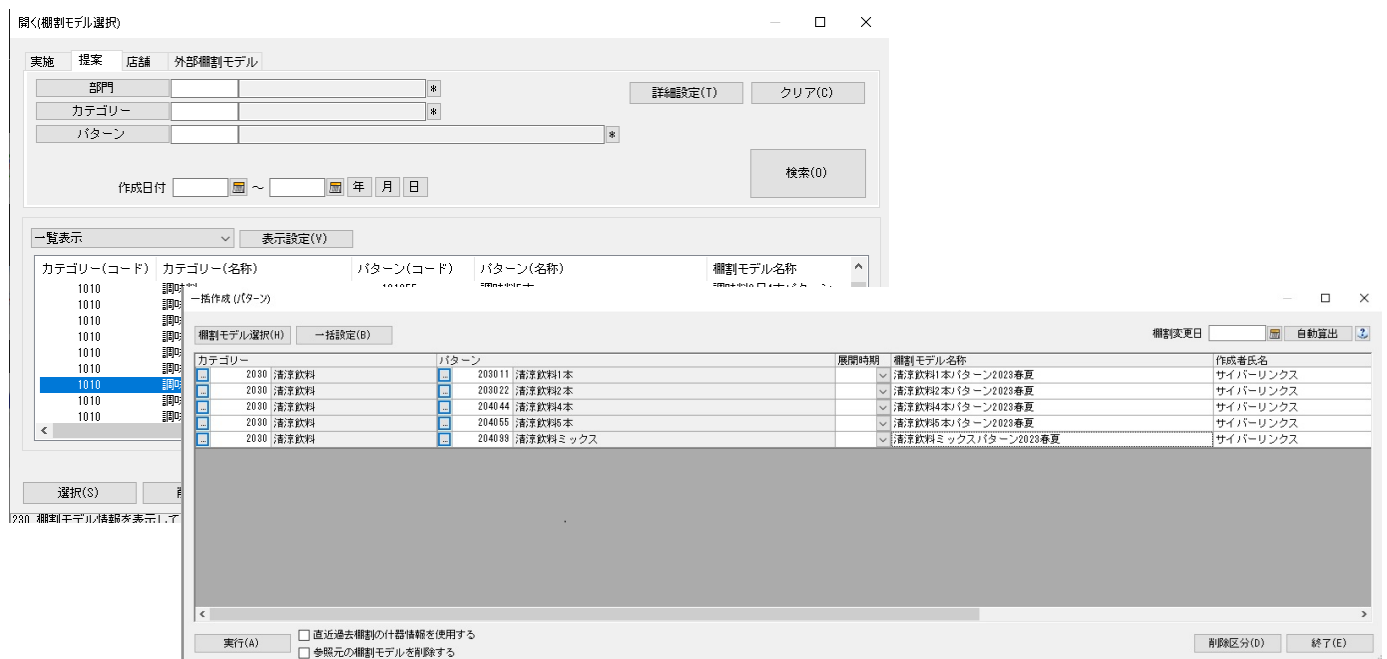 開く(棚割モデル選択)
実施 提案 店舗 外部棚割モデル
部門 * 詳細設定(T) クリア(C)
カテゴリー *
パターン *
検索(O)
作成日付 ～ 年 月 日
一覧表示 表示設定(V)
カテゴリー(コード) カテゴリー(名称) パターン(コード) パターン(名称) 棚割モデル名称
1010
1010
1010
1010
1010
1010
1010
1010
1010
選択(S)
一括作成(パターン)
棚割モデル選択(H) 一括設定(B) 棚割変更日 自動算出
カテゴリー パターン 展開時期 棚割モデル名称 作成者氏名
... 2030 清涼飲料 ... 203011 清涼飲料1本 清涼飲料1本パターン2023春夏 サイバーリンクス
... 2030 清涼飲料 ... 203022 清涼飲料2本 清涼飲料2本パターン2023春夏 サイバーリンクス
... 2030 清涼飲料 ... 204044 清涼飲料4本 清涼飲料4本パターン2023春夏 サイバーリンクス
... 2030 清涼飲料 ... 204055 清涼飲料5本 清涼飲料5本パターン2023春夏 サイバーリンクス
... 2030 清涼飲料 ... 204099 清涼飲料ミックス 清涼飲料ミックスパターン2023春夏 サイバーリンクス
実行(A) 直近過去棚割の什器情報を使用する 削除区分(D) 終了(E)
参照元の棚割モデルを削除する